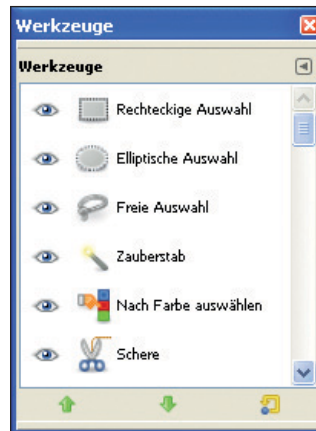 Werkzeuge
Werkzeuge
Rechteckige Auswahl
Elliptische Auswahl
Freie Auswahl
Zauberstab
Nach Farbe auswählen
Schere